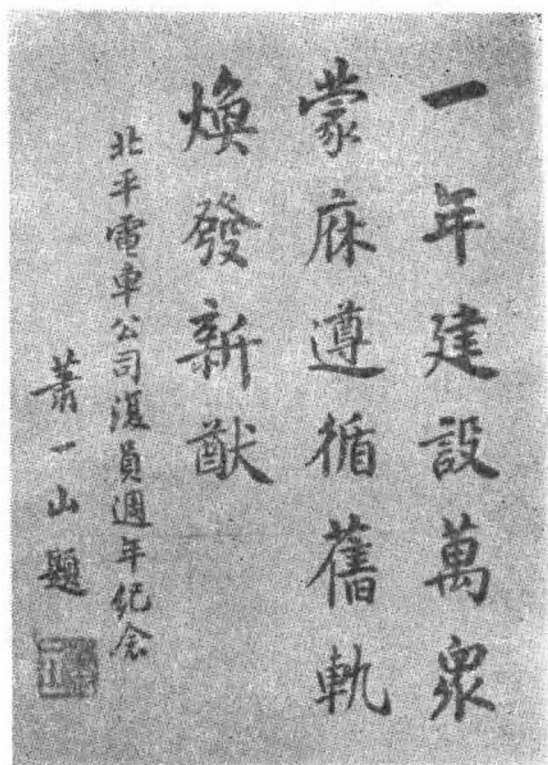 一年建設萬眾
蒙庥遵循舊軌
煥發新猷
北平電車公司復員週年紀念
蕭一山題